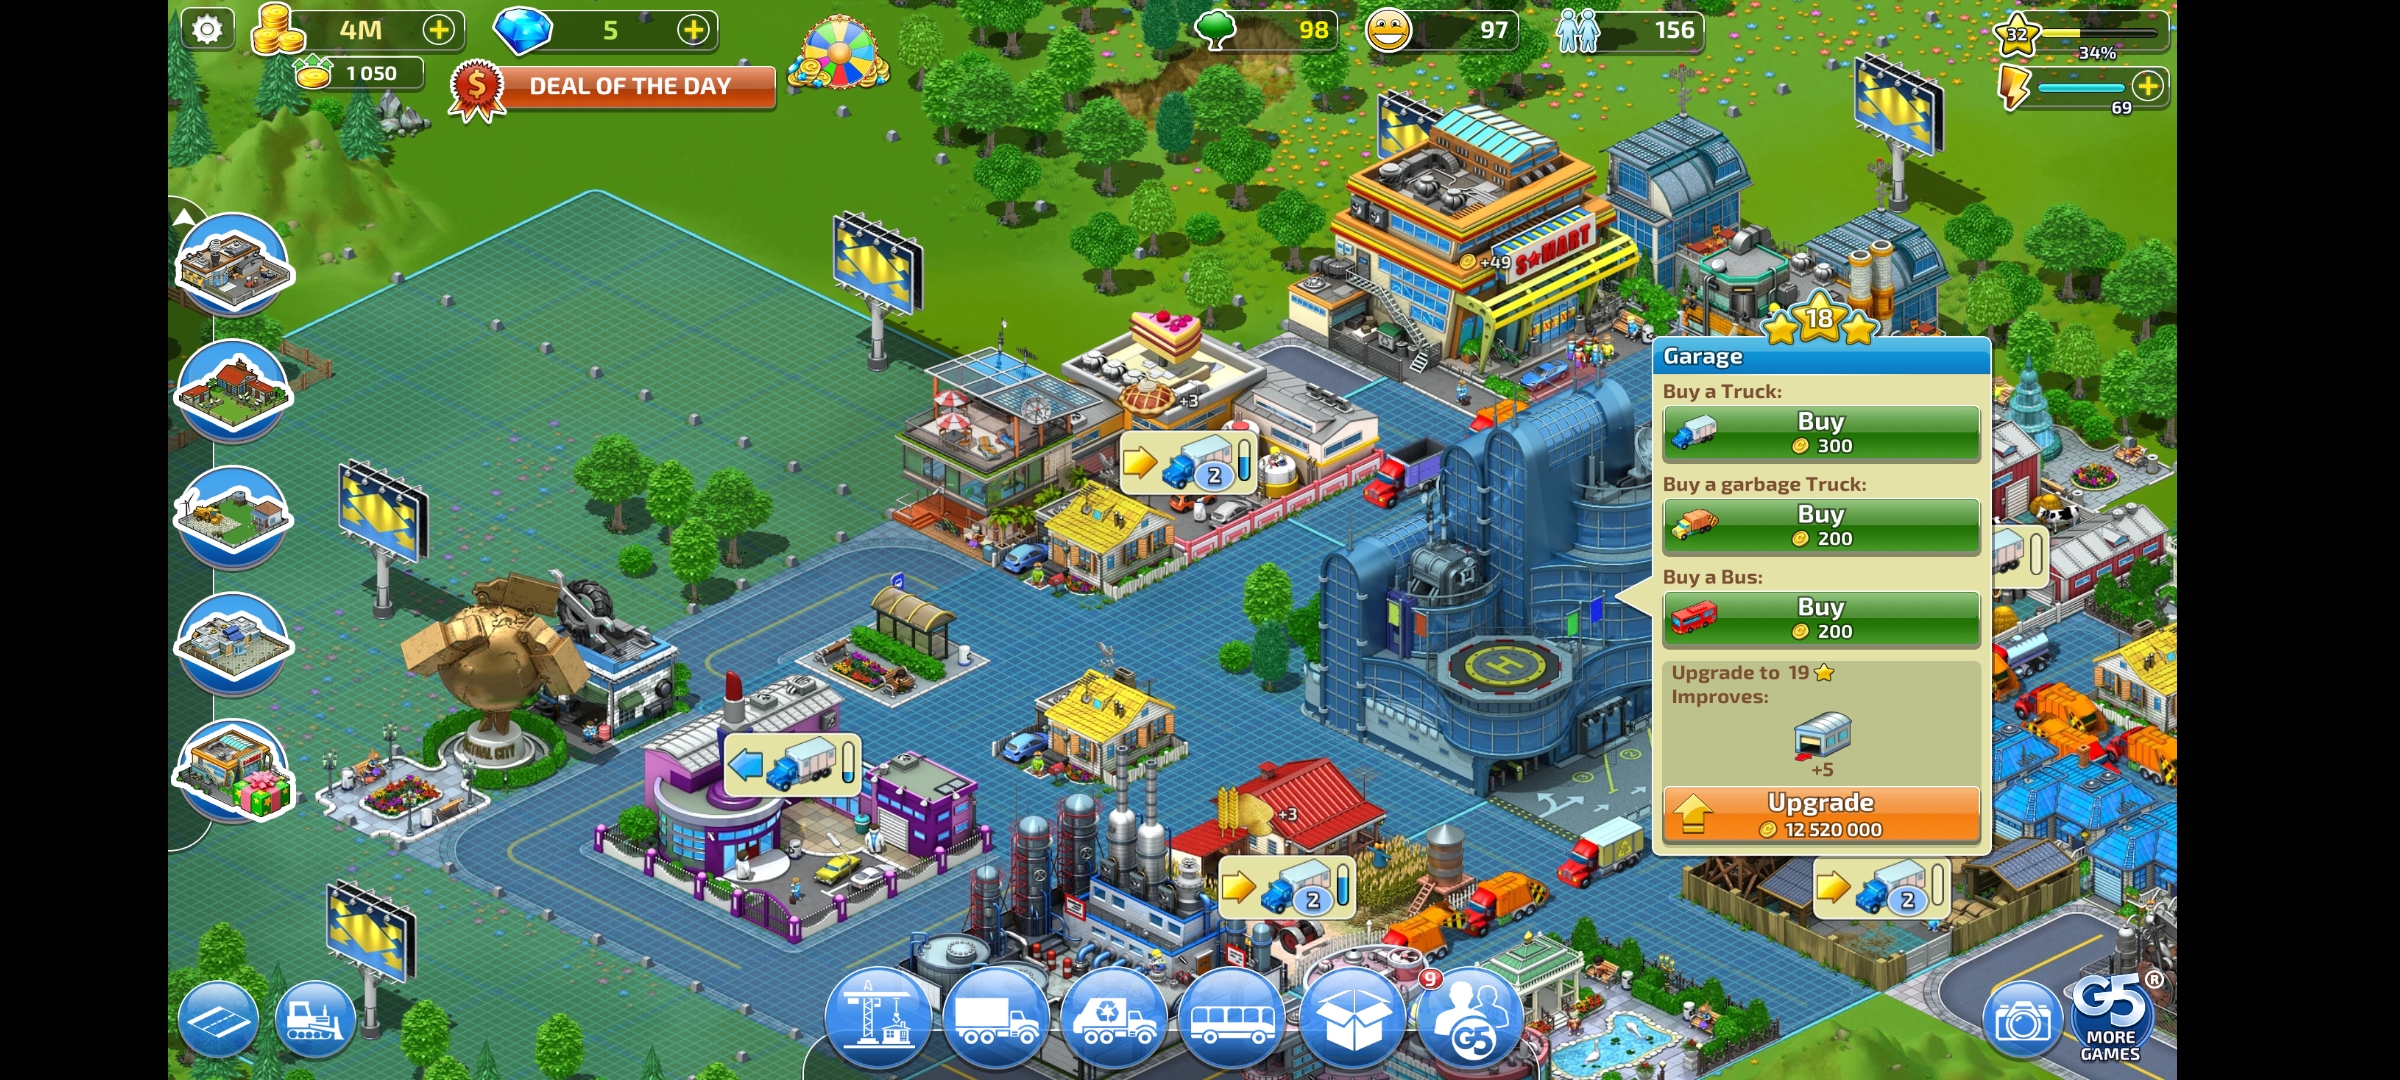 4M
5
98
97
156
32
34%
1 050
DEAL OF THE DAY
69
+49
S★MART
18
Garage
Buy a Truck:
Buy
300
Buy a garbage Truck:
Buy
200
Buy a Bus:
Buy
200
Upgrade to 19
Improves:
+5
Upgrade
12 520 000
+3
2
H
+3
2
2
9
G5
G5 ®
MORE
GAMES